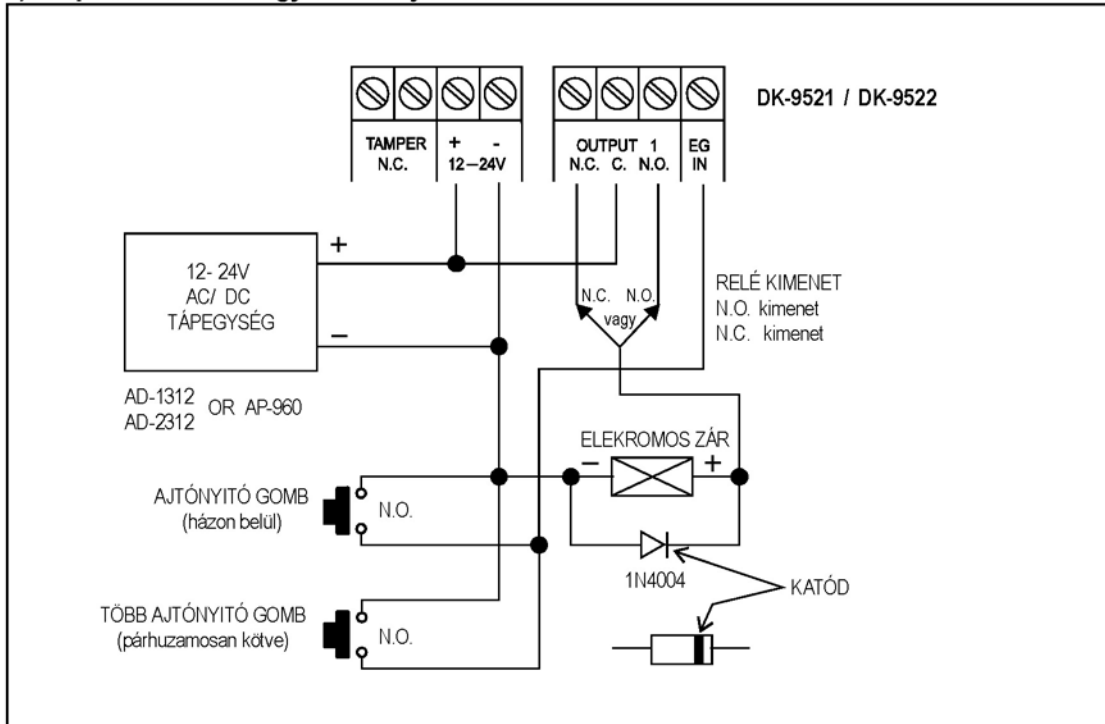 DK-9521 / DK-9522
TAMPER
N.C.
+ -
12-24V
OUTPUT 1
N.C. C. N.O.
EG
IN
+
12- 24V
AC/ DC
TÁPEGYSÉG
-
AD-1312
AD-2312
OR AP-960
N.C. N.O.
vagy
RELÉ KIMENET
N.O. kimenet
N.C. kimenet
ELEKROMOS ZÁR
- +
AJTÓNYITÓ GOMB
(házon belül)
N.O.
1N4004
KATÓD
TÖBB AJTÓNYITÓ GOMB
(párhuzamosan kötve)
N.O.